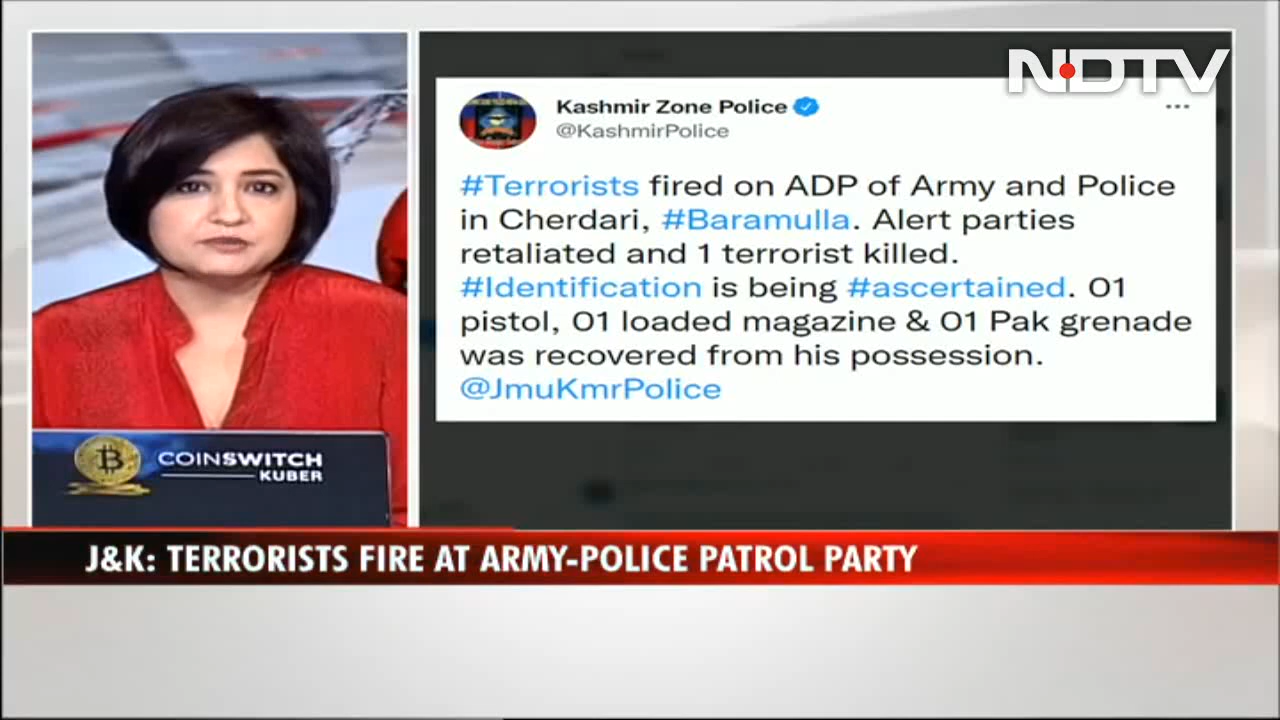 NDTV
Kashmir Zone Police
@KashmirPolice
#Terrorists fired on ADP of Army and Police
in Cherdari, #Baramulla. Alert parties
retaliated and 1 terrorist killed.
#Identification is being #ascertained. 01
pistol, 01 loaded magazine & 01 Pak grenade
was recovered from his possession.
@JmuKmrPolice
COINSWITCH
KUBER
J&K: TERRORISTS FIRE AT ARMY-POLICE PATROL PARTY